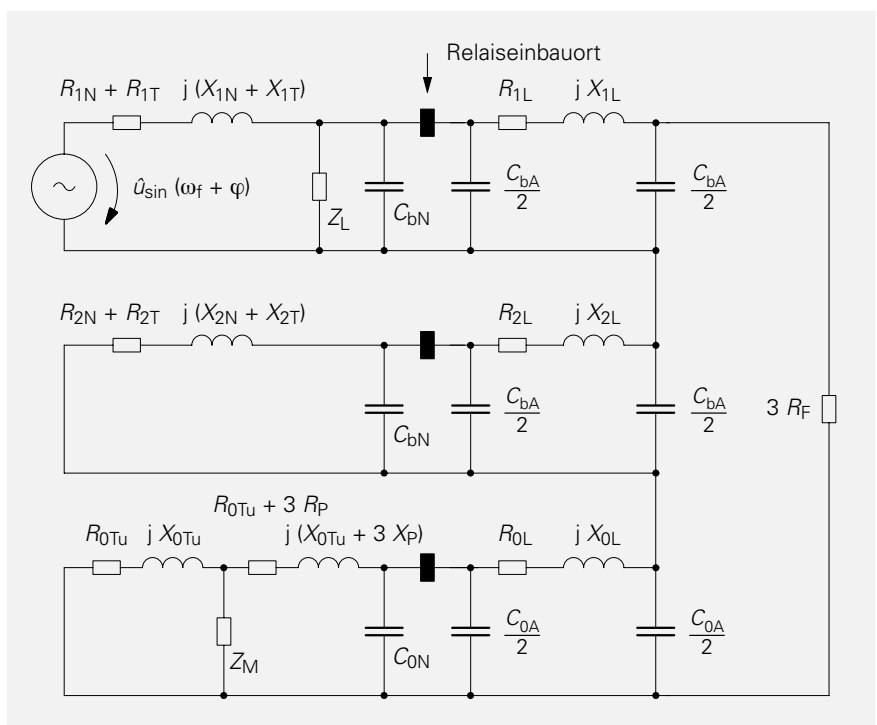 Relaiseinbauort
R1N + R1T j (X1N + X1T) R1L j X1L
û sin (ωf + φ) ZL CbN CbA/2 CbA/2
R2N + R2T j (X2N + X2T) R2L j X2L
CbN CbA/2 CbA/2 3 RF
R0Tu + 3 RP
R0Tu j X0Tu j (X0Tu + 3 XP) R0L j X0L
ZM C0N C0A/2 C0A/2